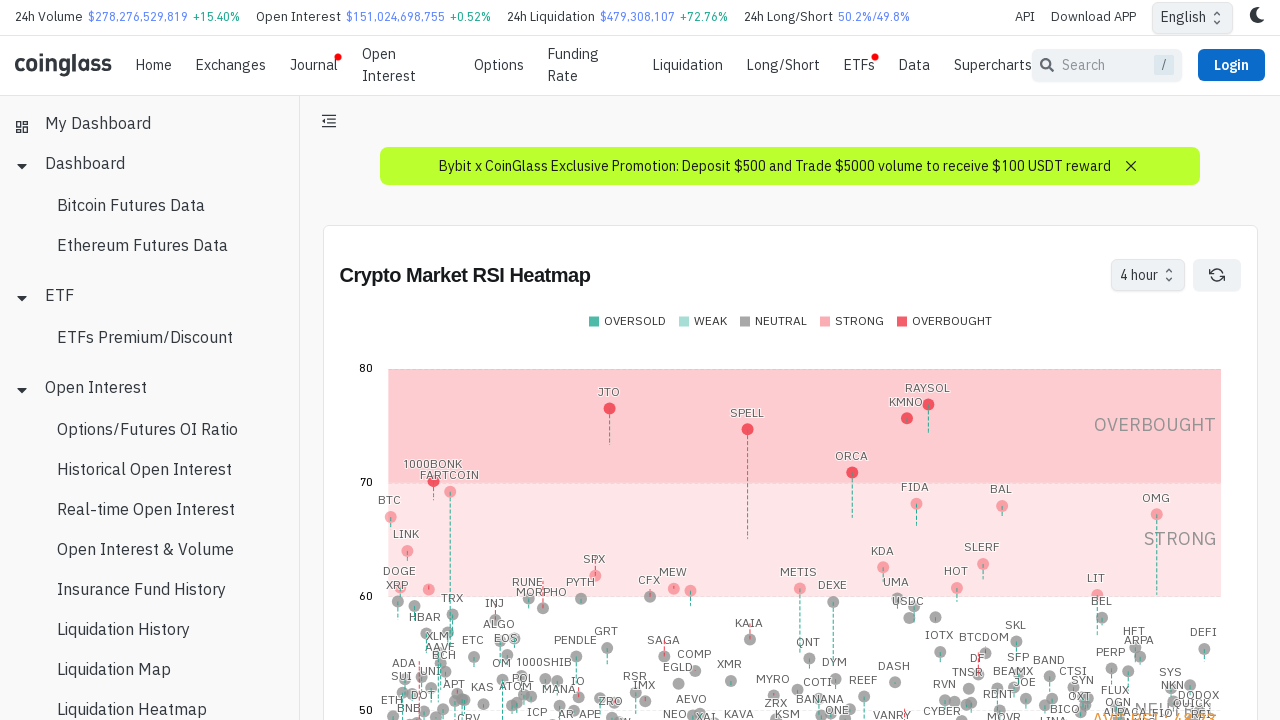 24h Volume $278,276,529,819 +15.40% Open Interest $151,024,698,755 +0.52% 24h Liquidation $479,308,107 +72.76% 24h Long/Short 50.2%/49.8% API Download APP English
coinglass Home Exchanges Journal Open Interest Options Funding Rate Liquidation Long/Short ETFs Data Supercharts Search / Login
My Dashboard
Dashboard
Bitcoin Futures Data
Ethereum Futures Data
ETF
ETFs Premium/Discount
Open Interest
Options/Futures OI Ratio
Historical Open Interest
Real-time Open Interest
Open Interest & Volume
Insurance Fund History
Liquidation History
Liquidation Map
Liquidation Heatmap
Bybit x CoinGlass Exclusive Promotion: Deposit $500 and Trade $5000 volume to receive $100 USDT reward
Crypto Market RSI Heatmap 4 hour
OVERSOLD WEAK NEUTRAL STRONG OVERBOUGHT
80
JTO RAYSOL
KMNO
SPELL
OVERBOUGHT
ORCA
1000BONK
FARTCOIN
70
FIDA BAL
BTC OMG
LINK STRONG
SLERF
KDA
SPX
DOGE MEW METIS HOT
CFX LIT
XRP RUNE PYTH DEXE UMA
MORPHO
60
TRX INJ USDC BEL
HBAR ALGO KAIA SKL
GRT IOTX BTCDOM HFT DEFI
XLM ETC EOS PENDLE SAGA ONT ARPA
AAVE
BCH COMP SFP BAND PERP
ADA OM 1000SHIB EGLD XMR DYM DASH
UNI TNSR BEAMX CTSI SYS
SUI POL RSR MYRO COTI REEF RVN JOE SYN NKN
APT KAS ATOM MANA IO IMX FLUX
ETH DOT ZRO AEVO ZRX BANANA RDNT OXT OGN DODOX
BNB ICP AR APE NEO XAI KAVA KSM ONE VANRY CYBER BICO ALPACA QUICK
50 CRV MOVR